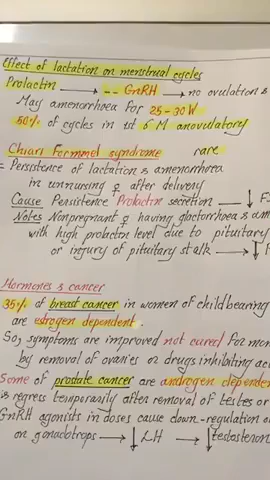 Effect of lactation on menstrual cycles
Prolactin → -- GnRH → no ovulation &
May amenorrhoea for 25-30 W
50% of cycles in 1st 6 M anovulatory
Chiari Formmel syndrome rare
= Persistence of lactation & amenorrhoea
in unnursing ♀ after delivery
Cause Persistence Prolactin secretion → ↓
Notes Nonpregnant ♀ having glactorrhoea &
with high prolactin level due to pituitary
or injury of pituitary stalk → ↓
Hormones & cancer
35% of breast cancer in women of childbearing
are estrogen dependent.
So, symptoms are improved not cured for
by removal of ovaries or drugs inhibiting
Some of prostate cancer are androgen
& regress temporarily after removal of testes or
GnRH agonists in doses cause down-regulation
on gonadotrops → ↓ LH → ↓